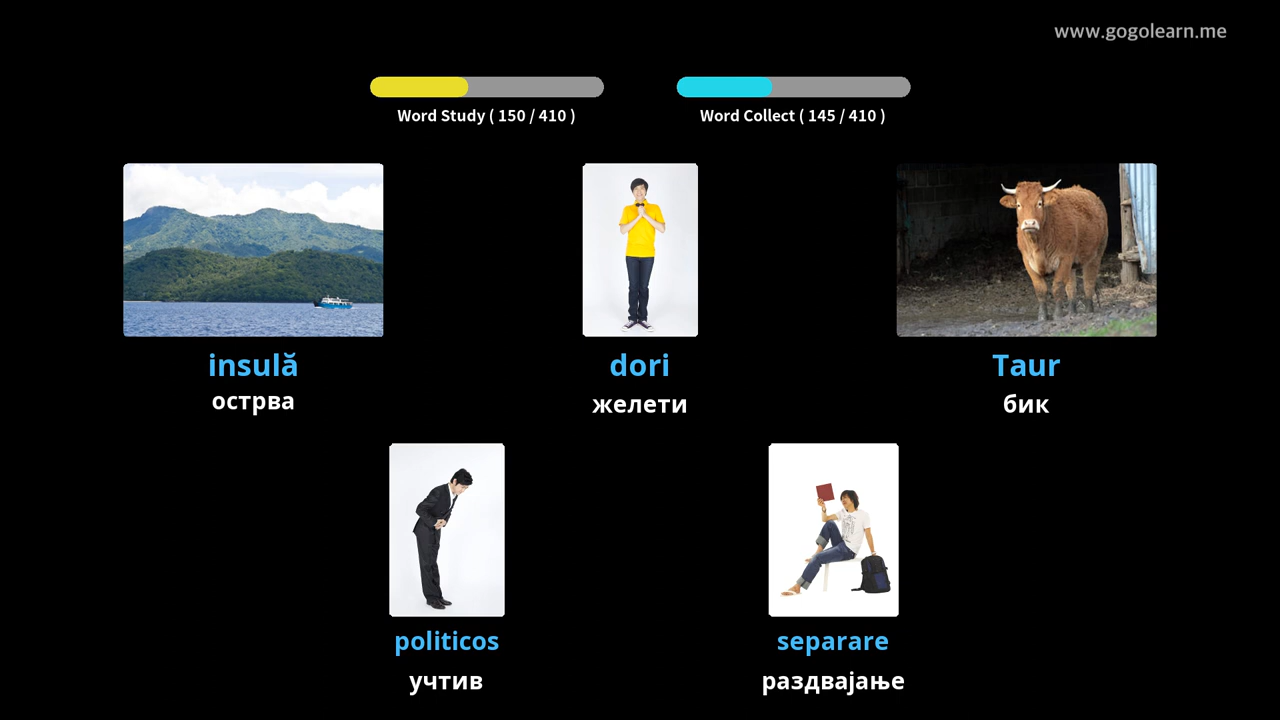 www.gogolearn.me
Word Study ( 150 / 410 )
Word Collect ( 145 / 410 )
insulă
острва
dori
желети
Taur
бик
politicos
учтив
separare
раздвајање